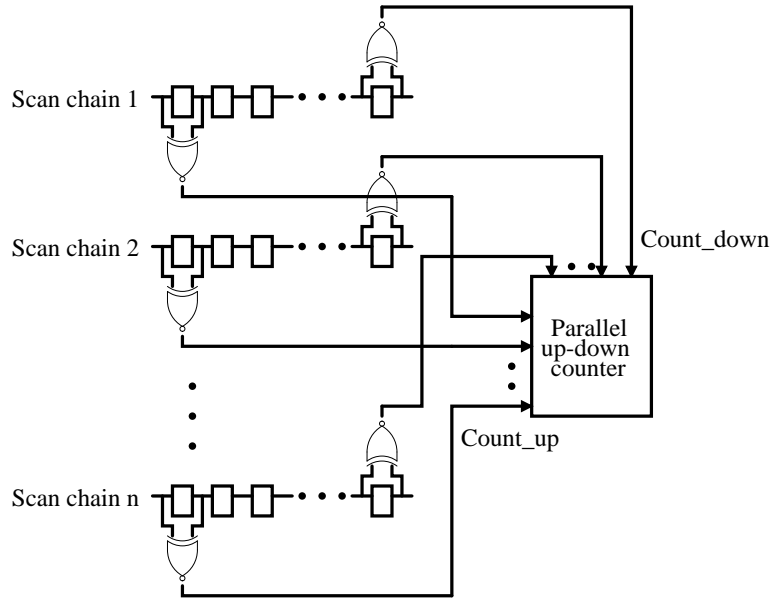 Scan chain 1
Scan chain 2
Count_down
Parallel
up-down
counter
Count_up
Scan chain n